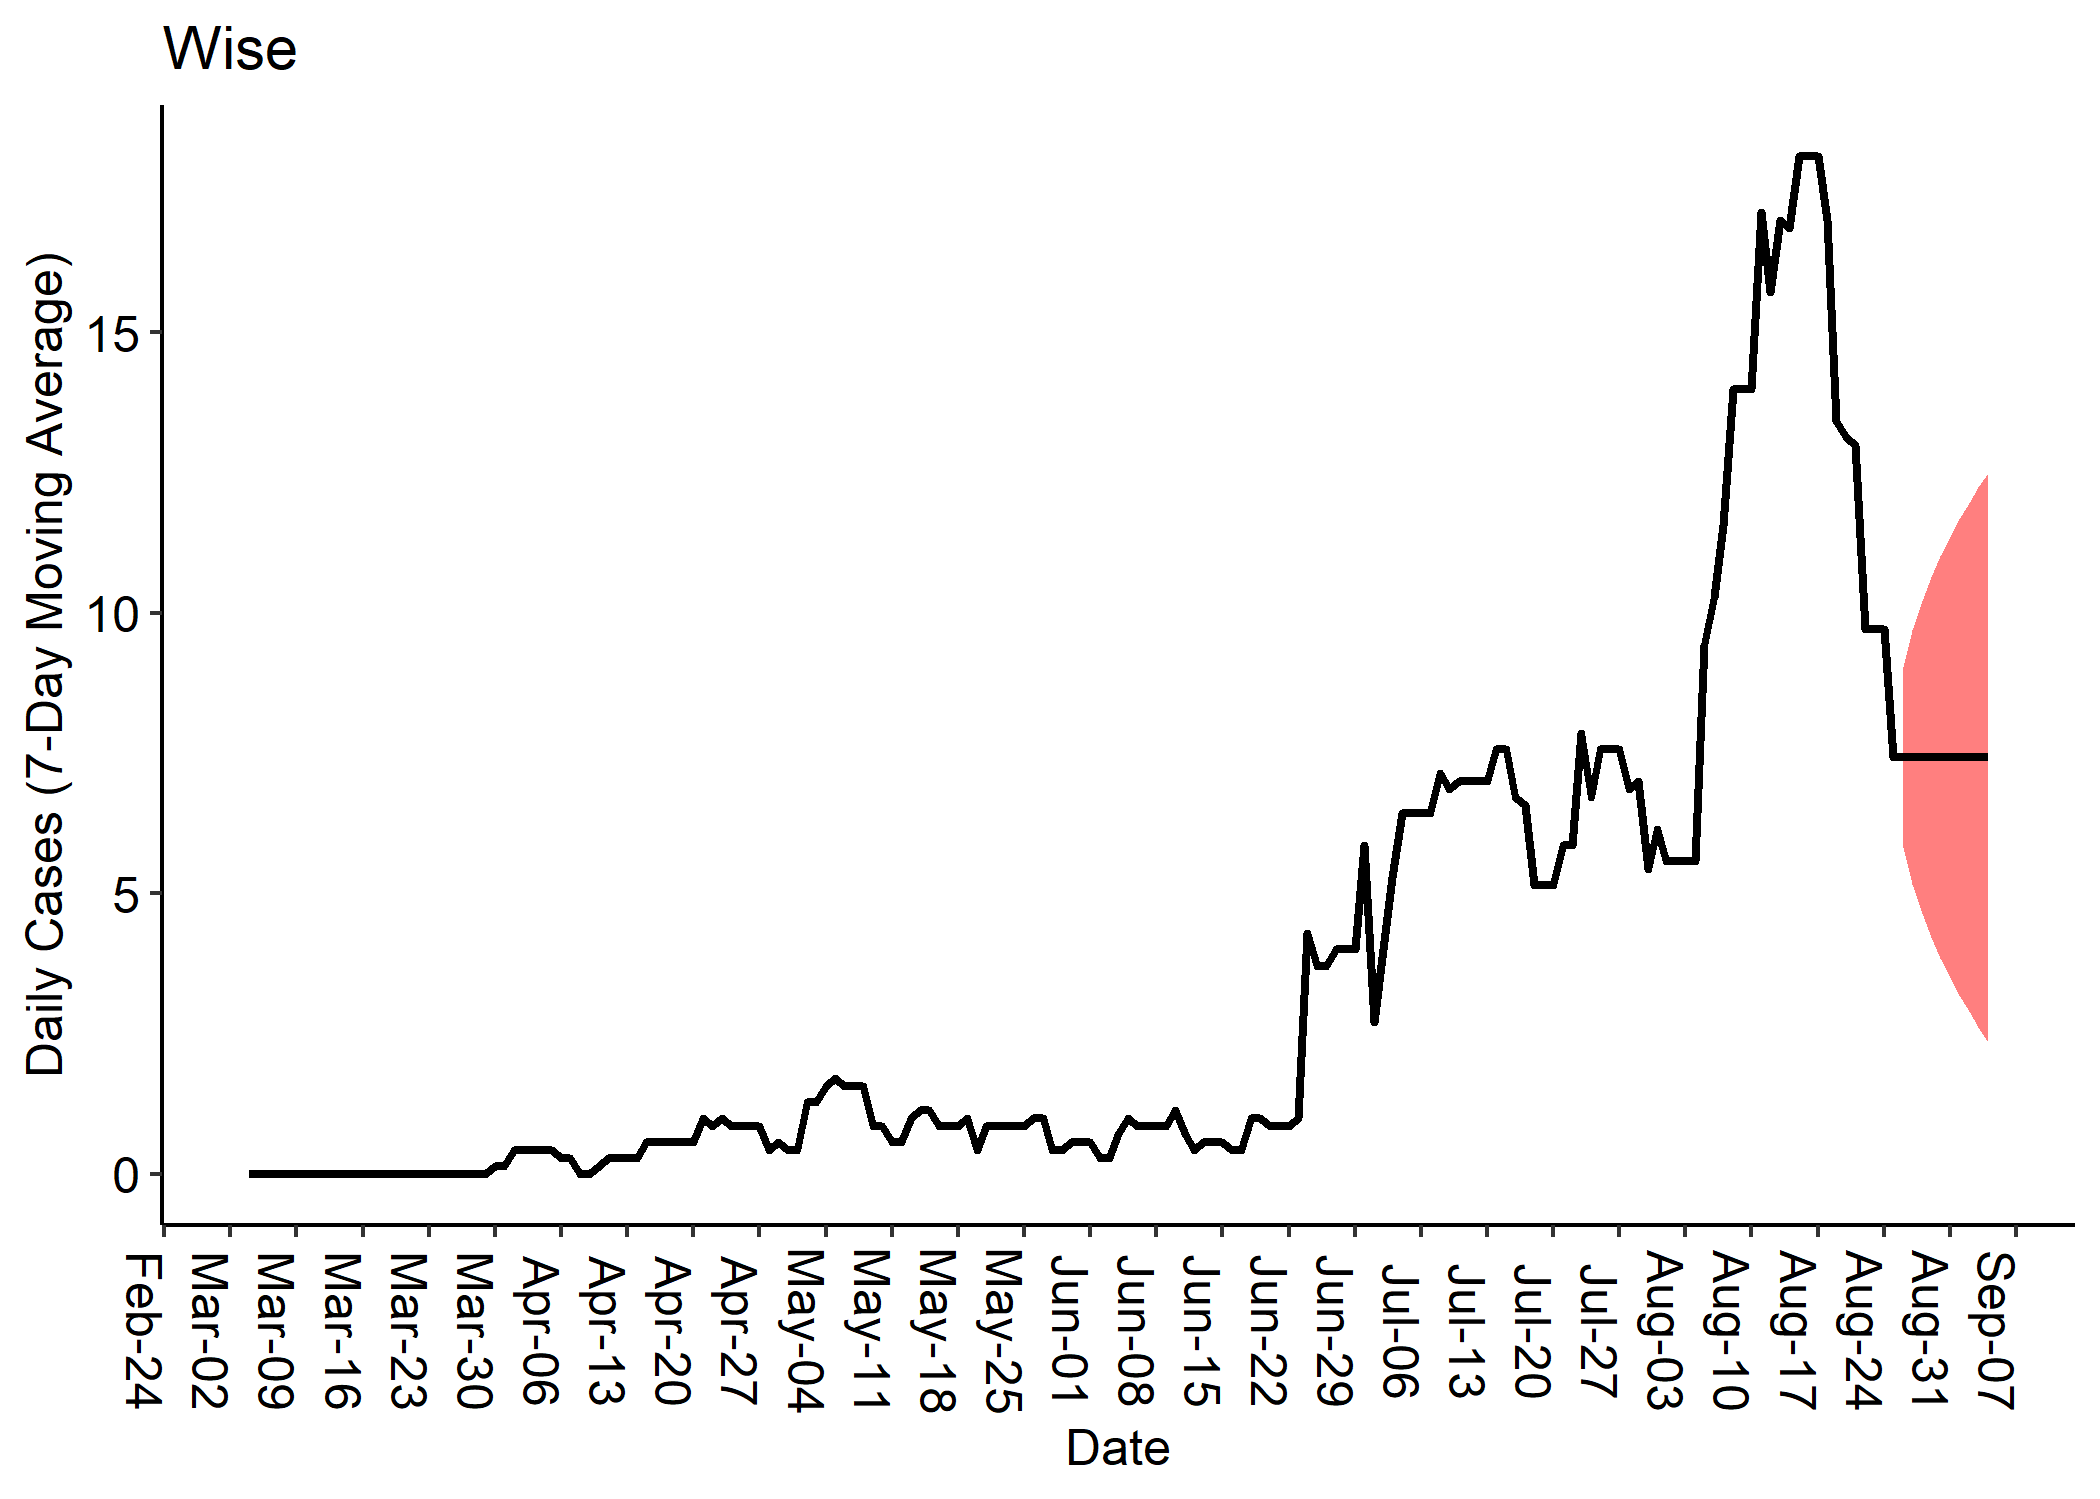 Wise
Daily Cases (7-Day Moving Average)
15
10
5
0
Feb-24
Mar-02
Mar-09
Mar-16
Mar-23
Mar-30
Apr-06
Apr-13
Apr-20
Apr-27
May-04
May-11
May-18
May-25
Jun-01
Jun-08
Jun-15
Jun-22
Jun-29
Jul-06
Jul-13
Jul-20
Jul-27
Aug-03
Aug-10
Aug-17
Aug-24
Aug-31
Sep-07
Date